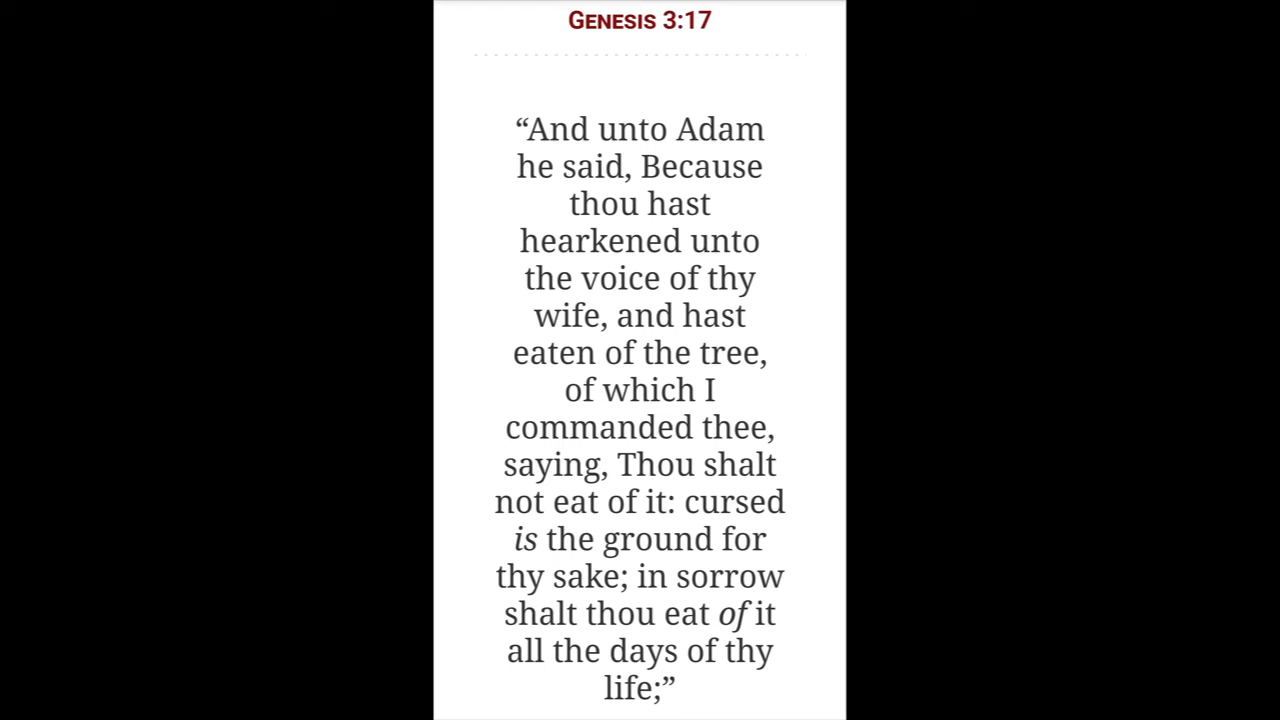 GENESIS 3:17
“And unto Adam
he said, Because
thou hast
hearkened unto
the voice of thy
wife, and hast
eaten of the tree,
of which I
commanded thee,
saying, Thou shalt
not eat of it: cursed
is the ground for
thy sake; in sorrow
shalt thou eat of it
all the days of thy
life;”